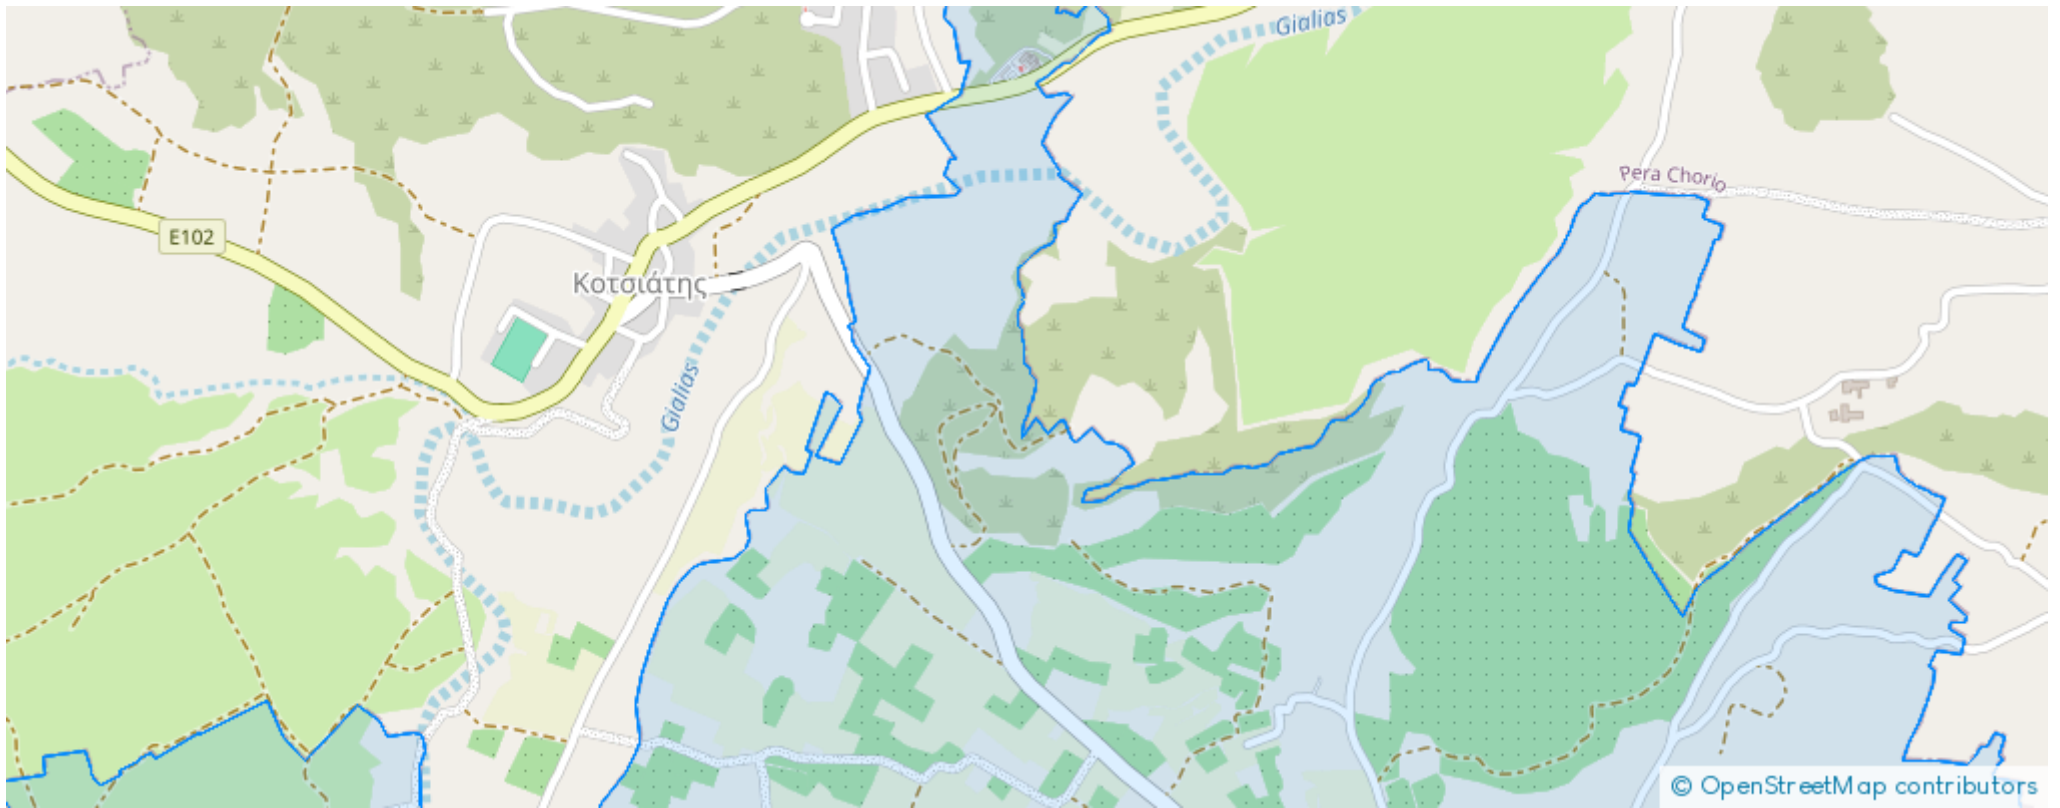 Gialias
Pera Chorio
E102
Κοτσιάτης
Gialias
© OpenStreetMap contributors